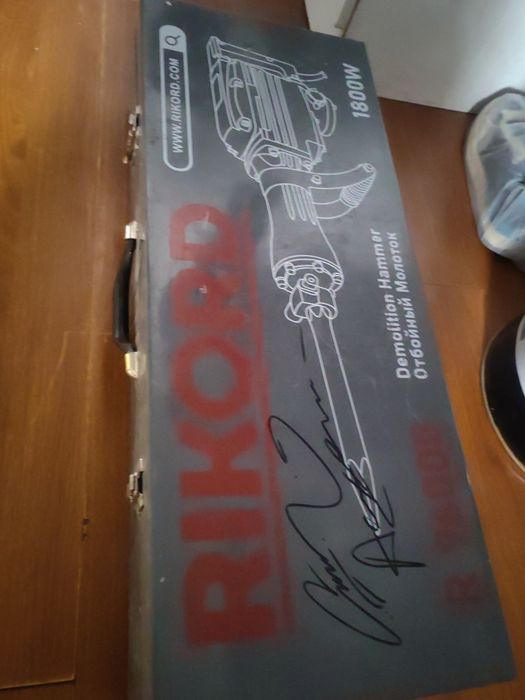 WWW.RIKORD.COM
1800W
RIKORD
Demolition Hammer
Отбойный Молоток